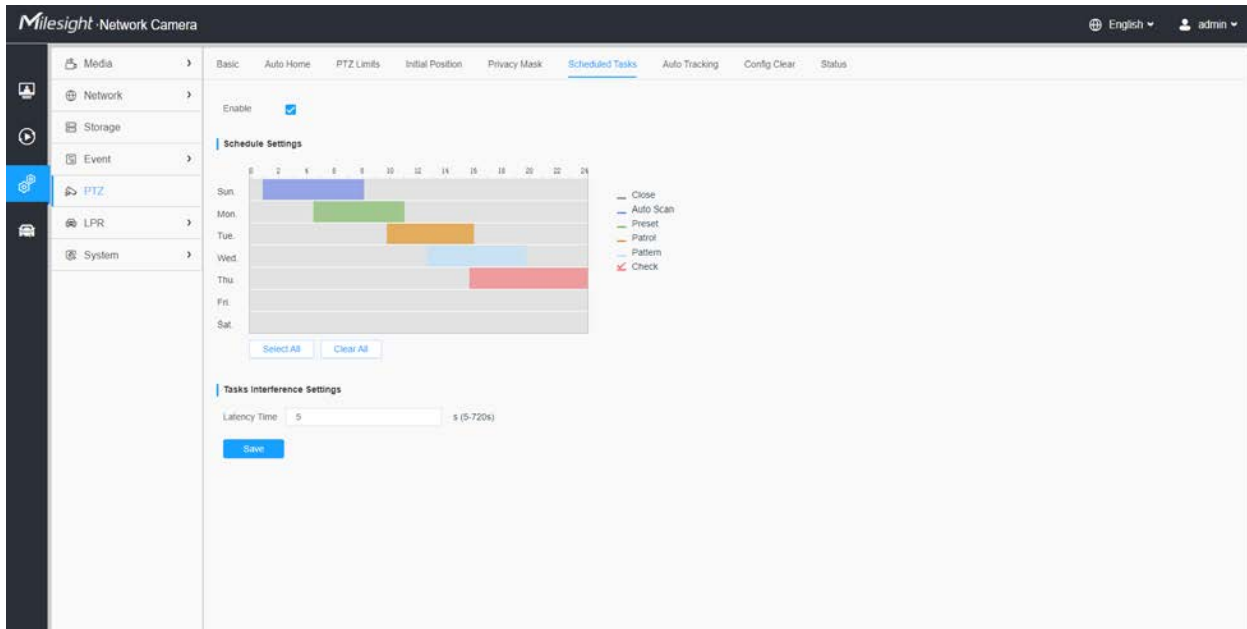 Milesight · Network Camera
English
admin
Media
Network
Storage
Event
PTZ
LPR
System
Basic Auto Home PTZ Limits Initial Position Privacy Mask Scheduled Tasks Auto Tracking Config Clear Status
Enable
Schedule Settings
0 2 4 6 8 10 12 14 16 18 20 22 24
Sun.
Mon.
Tue.
Wed.
Thu.
Fri.
Sat.
Close
Auto Scan
Preset
Patrol
Pattern
Check
Select All Clear All
Tasks Interference Settings
Latency Time 5 s (5-720s)
Save